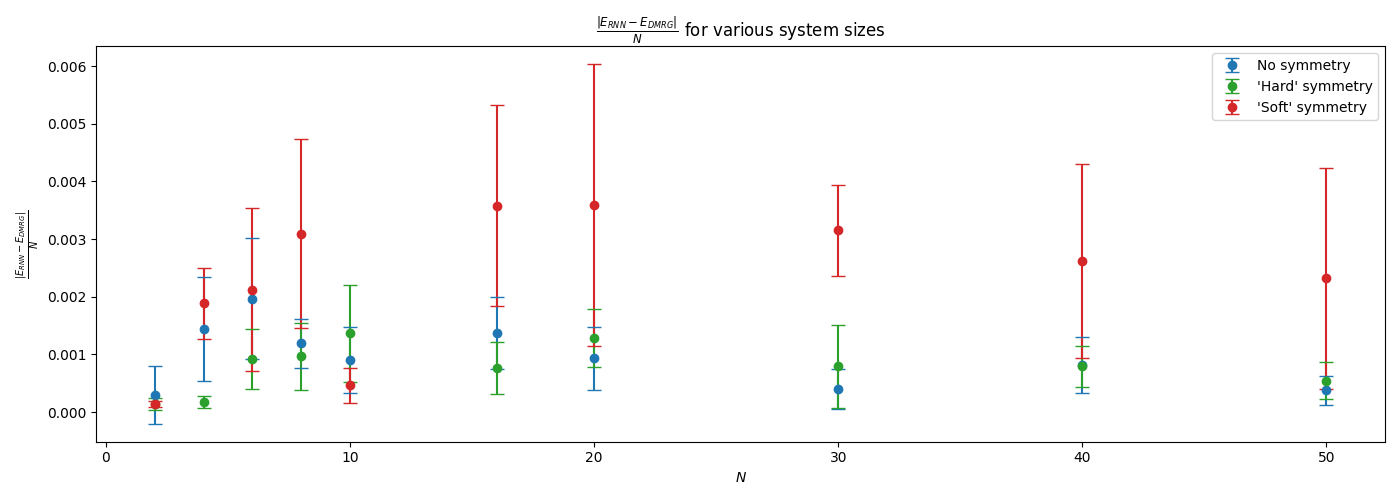 |E_RNN − E_DMRG| / N for various system sizes
No symmetry
'Hard' symmetry
'Soft' symmetry
|E_RNN − E_DMRG| / N
0.006
0.005
0.004
0.003
0.002
0.001
0.000
0 10 20 30 40 50
N